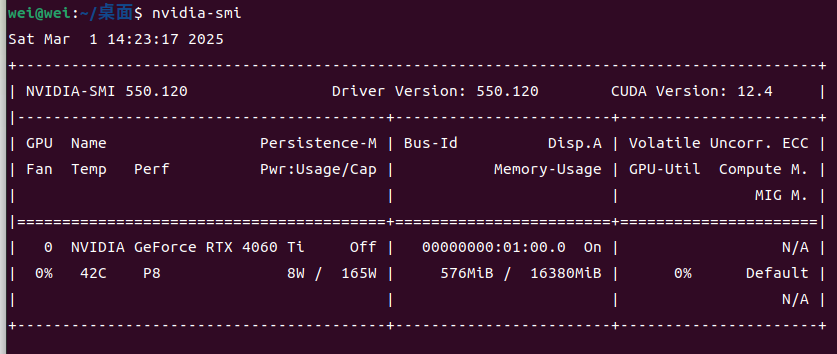 wei@wei:~/桌面$ nvidia-smi
Sat Mar  1 14:23:17 2025
+-----------------------------------------------------------------------------------------+
| NVIDIA-SMI 550.120                Driver Version: 550.120        CUDA Version: 12.4     |
|-----------------------------------------+------------------------+----------------------+
| GPU  Name                 Persistence-M | Bus-Id          Disp.A | Volatile Uncorr. ECC |
| Fan  Temp   Perf          Pwr:Usage/Cap |           Memory-Usage | GPU-Util  Compute M. |
|                                         |                        |               MIG M. |
|=========================================+========================+======================|
|   0  NVIDIA GeForce RTX 4060 Ti     Off |   00000000:01:00.0  On |                  N/A |
|  0%   42C    P8              8W /  165W |     576MiB /  16380MiB |      0%      Default |
|                                         |                        |                  N/A |
+-----------------------------------------+------------------------+----------------------+